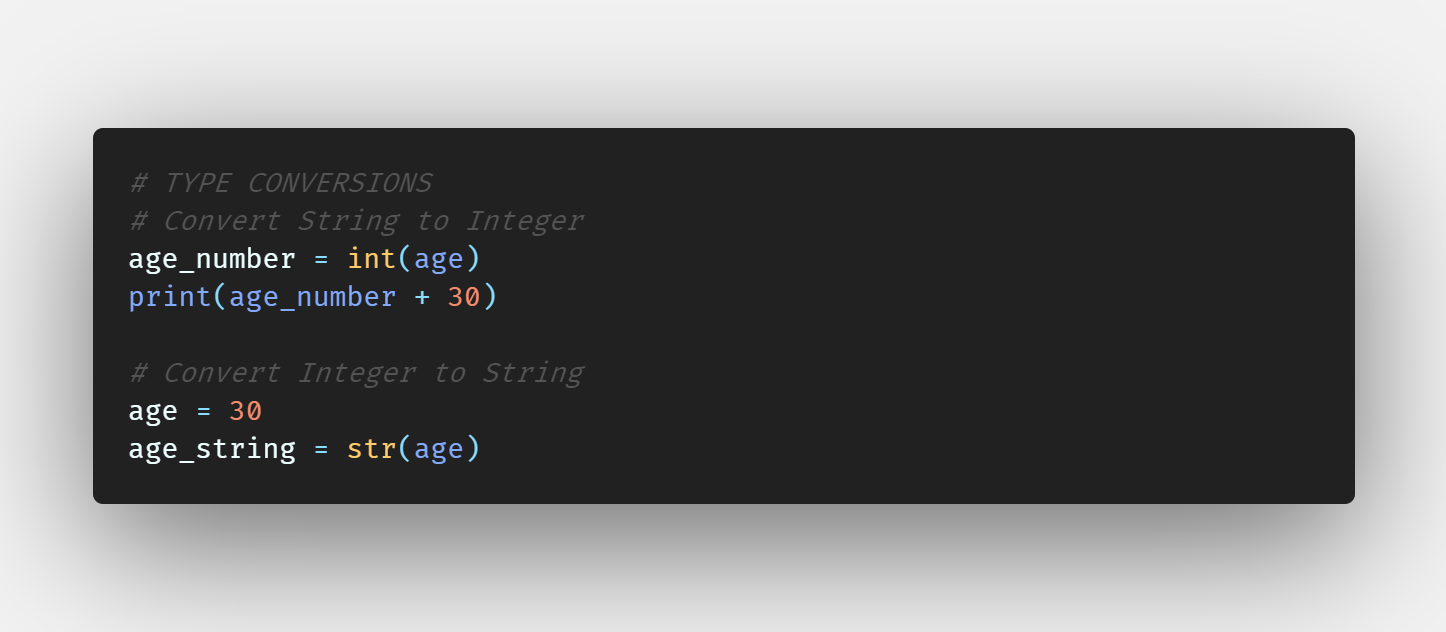 # TYPE CONVERSIONS
# Convert String to Integer
age_number = int(age)
print(age_number + 30)
# Convert Integer to String
age = 30
age_string = str(age)